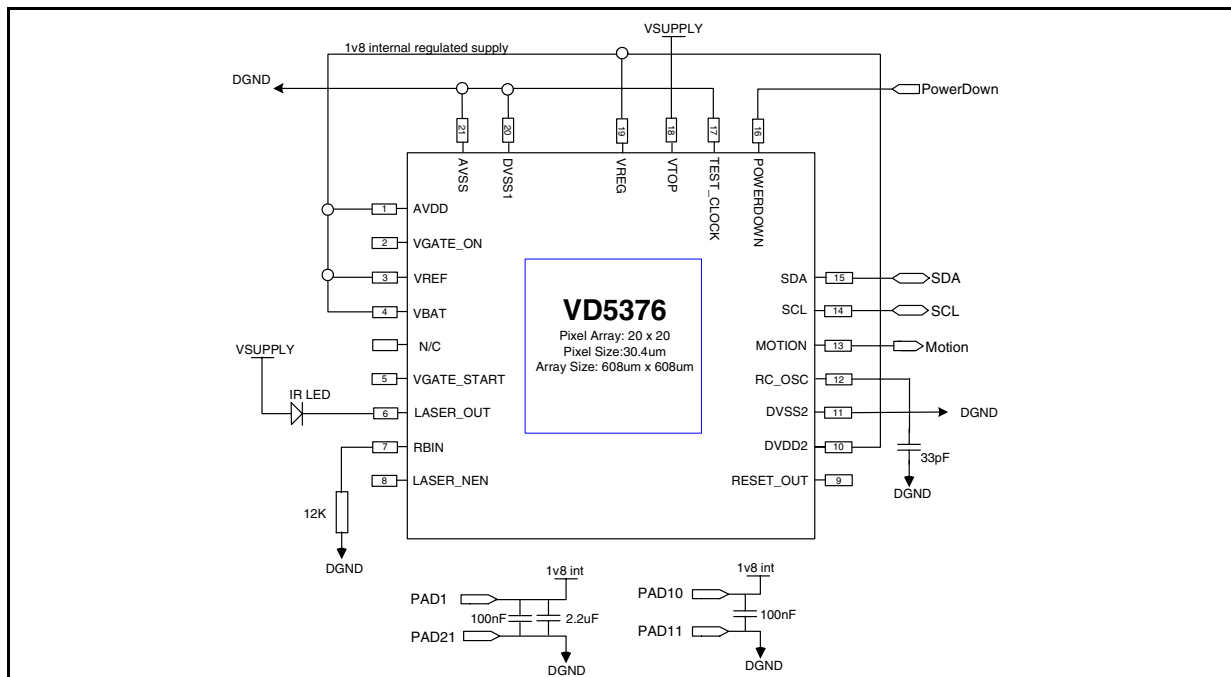 VSUPPLY
1v8 internal regulated supply
DGND
PowerDown
21
20
19
18
17
16
AVSS
DVSS1
VREG
VTOP
TEST_CLOCK
POWERDOWN
1 AVDD
2 VGATE_ON
3 VREF
4 VBAT
N/C
5 VGATE_START
6 LASER_OUT
7 RBIN
8 LASER_NEN
VSUPPLY
IR LED
12K
DGND
VD5376
Pixel Array: 20 x 20
Pixel Size:30.4um
Array Size: 608um x 608um
SDA 15 SDA
SCL 14 SCL
MOTION 13 Motion
RC_OSC 12
DVSS2 11 DGND
DVDD2 10
RESET_OUT 9
33pF
DGND
1v8 int
PAD1
100nF 2.2uF
PAD21
DGND
1v8 int
PAD10
100nF
PAD11
DGND